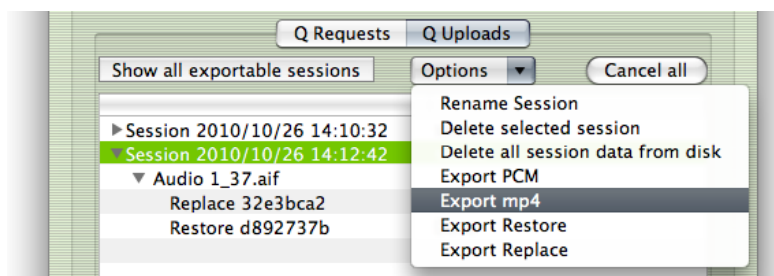 Q Requests Q Uploads
Show all exportable sessions Options Cancel all
Rename Session
Delete selected session
Delete all session data from disk
Export PCM
Export mp4
Export Restore
Export Replace
Session 2010/10/26 14:10:32
Session 2010/10/26 14:12:42
Audio 1_37.aif
Replace 32e3bca2
Restore d892737b